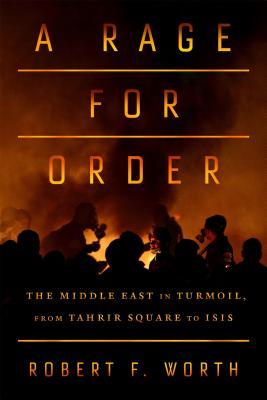 A RAGE
FOR
ORDER
THE MIDDLE EAST IN TURMOIL,
FROM TAHRIR SQUARE TO ISIS
ROBERT F. WORTH